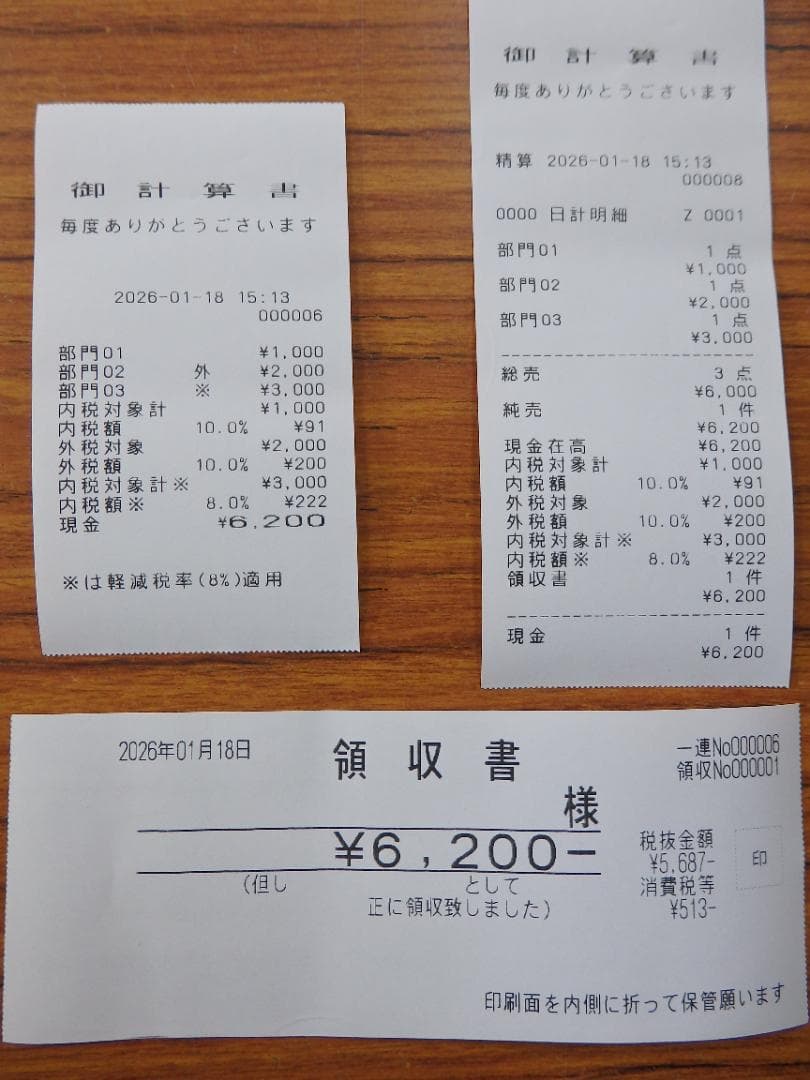 御計算書
毎度ありがとうございます
2026-01-18 15:13
000006
部門01 ¥1,000
部門02 外 ¥2,000
部門03 ※ ¥3,000
内税対象計 ¥1,000
内税額 10.0% ¥91
外税対象 ¥2,000
外税額 10.0% ¥200
内税対象計※ ¥3,000
内税額※ 8.0% ¥222
現金 ¥6,200
※は軽減税率(8%)適用
御計算書
毎度ありがとうございます
精算 2026-01-18 15:13
000008
0000 日計明細 Z 0001
部門01 1 点
¥1,000
部門02 1 点
¥2,000
部門03 1 点
¥3,000
総売 3 点
¥6,000
純売 1 件
¥6,200
現金在高 ¥6,200
内税対象計 ¥1,000
内税額 10.0% ¥91
外税対象 ¥2,000
外税額 10.0% ¥200
内税対象計※ ¥3,000
内税額※ 8.0% ¥222
領収書 1 件
¥6,200
現金 1 件
¥6,200
2026年01月18日 領収書 一連No000006
領収No000001
様
¥6,200-
税抜金額
¥5,687-
消費税等
¥513-
印
(但し として
正に領収致しました)
印刷面を内側に折って保管願います